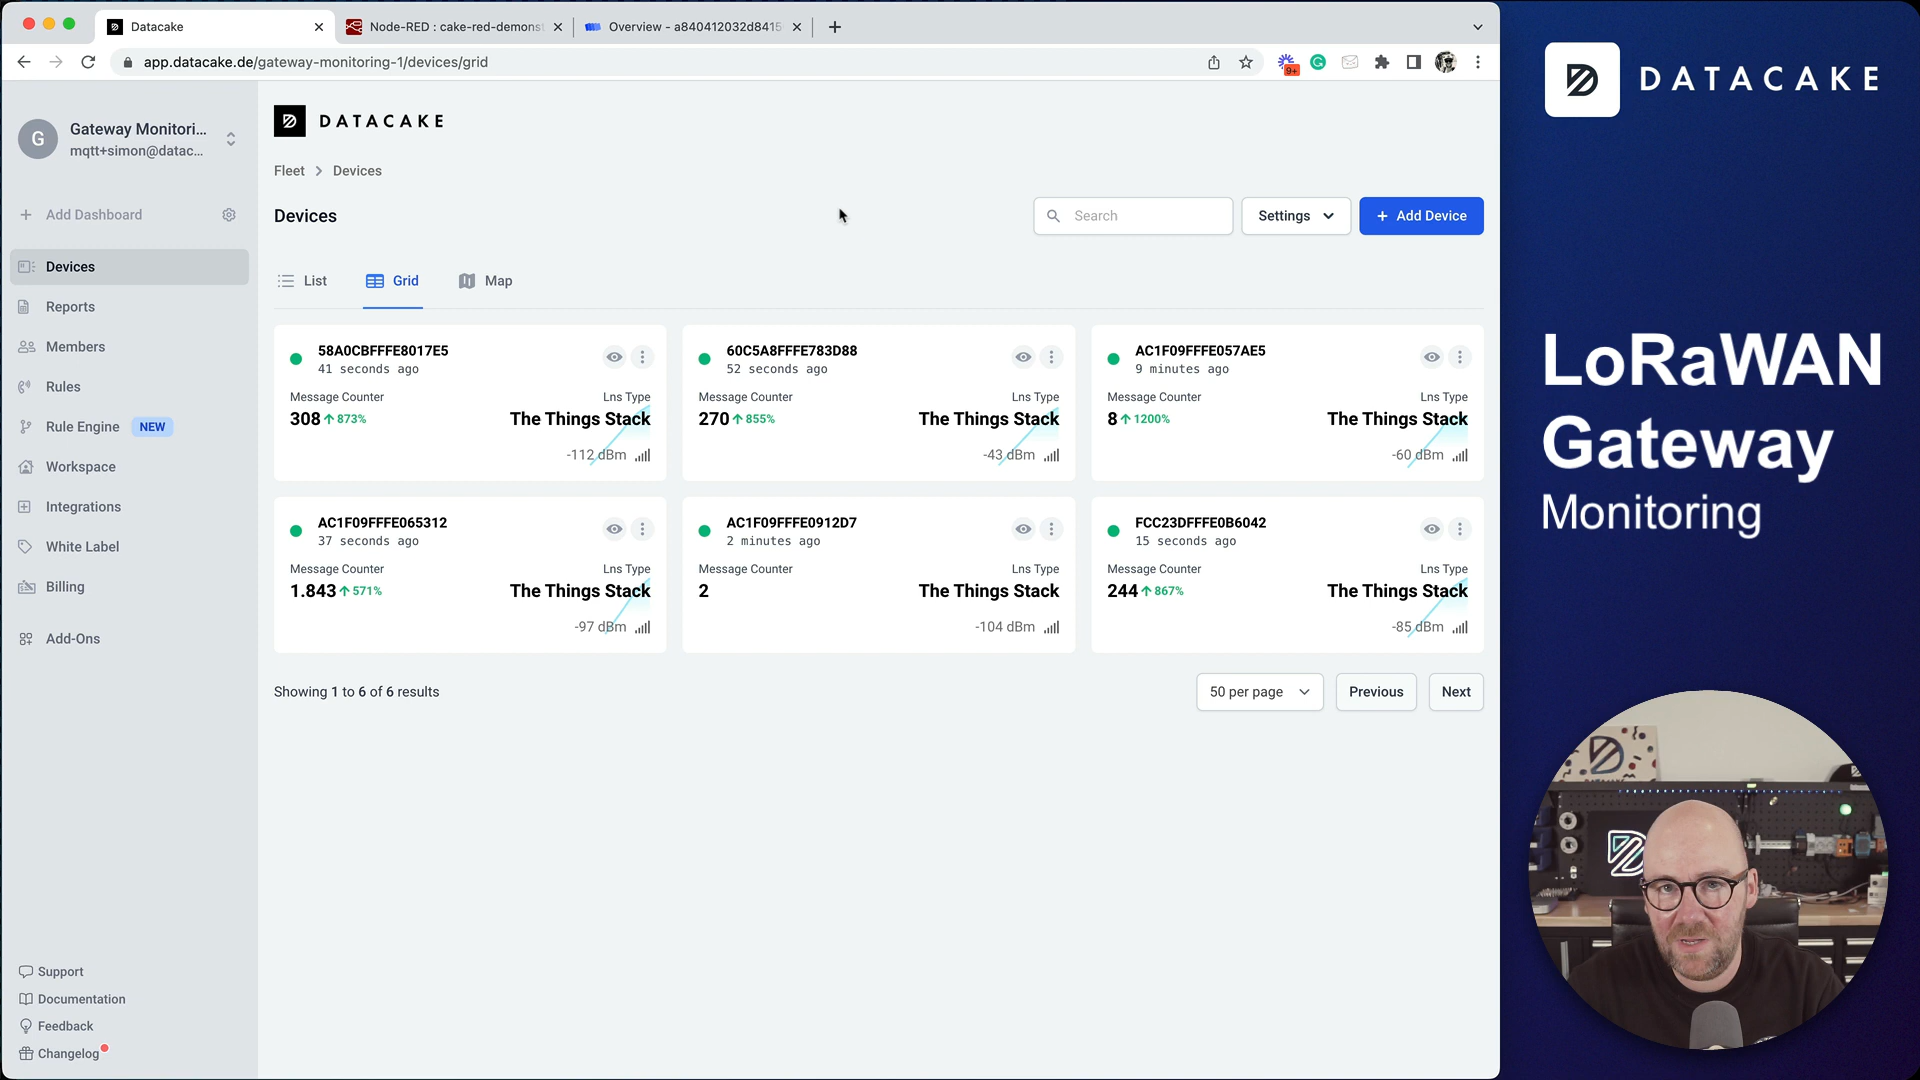 Datacake
Node-RED : cake-red-demons
Overview - a840412032d8415
app.datacake.de/gateway-monitoring-1/devices/grid
9+
G
Gateway Monitori...
mqtt+simon@datac...
Add Dashboard
Devices
Reports
Members
Rules
Rule Engine NEW
Workspace
Integrations
White Label
Billing
Add-Ons
Support
Documentation
Feedback
Changelog
DATACAKE
Fleet > Devices
Devices
Search
Settings
+ Add Device
List
Grid
Map
58A0CBFFFE8017E5
41 seconds ago
Message Counter
Lns Type
308 ↑ 873%
The Things Stack
-112 dBm
60C5A8FFFE783D88
52 seconds ago
Message Counter
Lns Type
270 ↑ 855%
The Things Stack
-43 dBm
AC1F09FFFE057AE5
9 minutes ago
Message Counter
Lns Type
8 ↑ 1200%
The Things Stack
-60 dBm
AC1F09FFFE065312
37 seconds ago
Message Counter
Lns Type
1.843 ↑ 571%
The Things Stack
-97 dBm
AC1F09FFFE0912D7
2 minutes ago
Message Counter
Lns Type
2
The Things Stack
-104 dBm
FCC23DFFFE0B6042
15 seconds ago
Message Counter
Lns Type
244 ↑ 867%
The Things Stack
-85 dBm
Showing 1 to 6 of 6 results
50 per page
Previous
Next
DATACAKE
LoRaWAN
Gateway
Monitoring